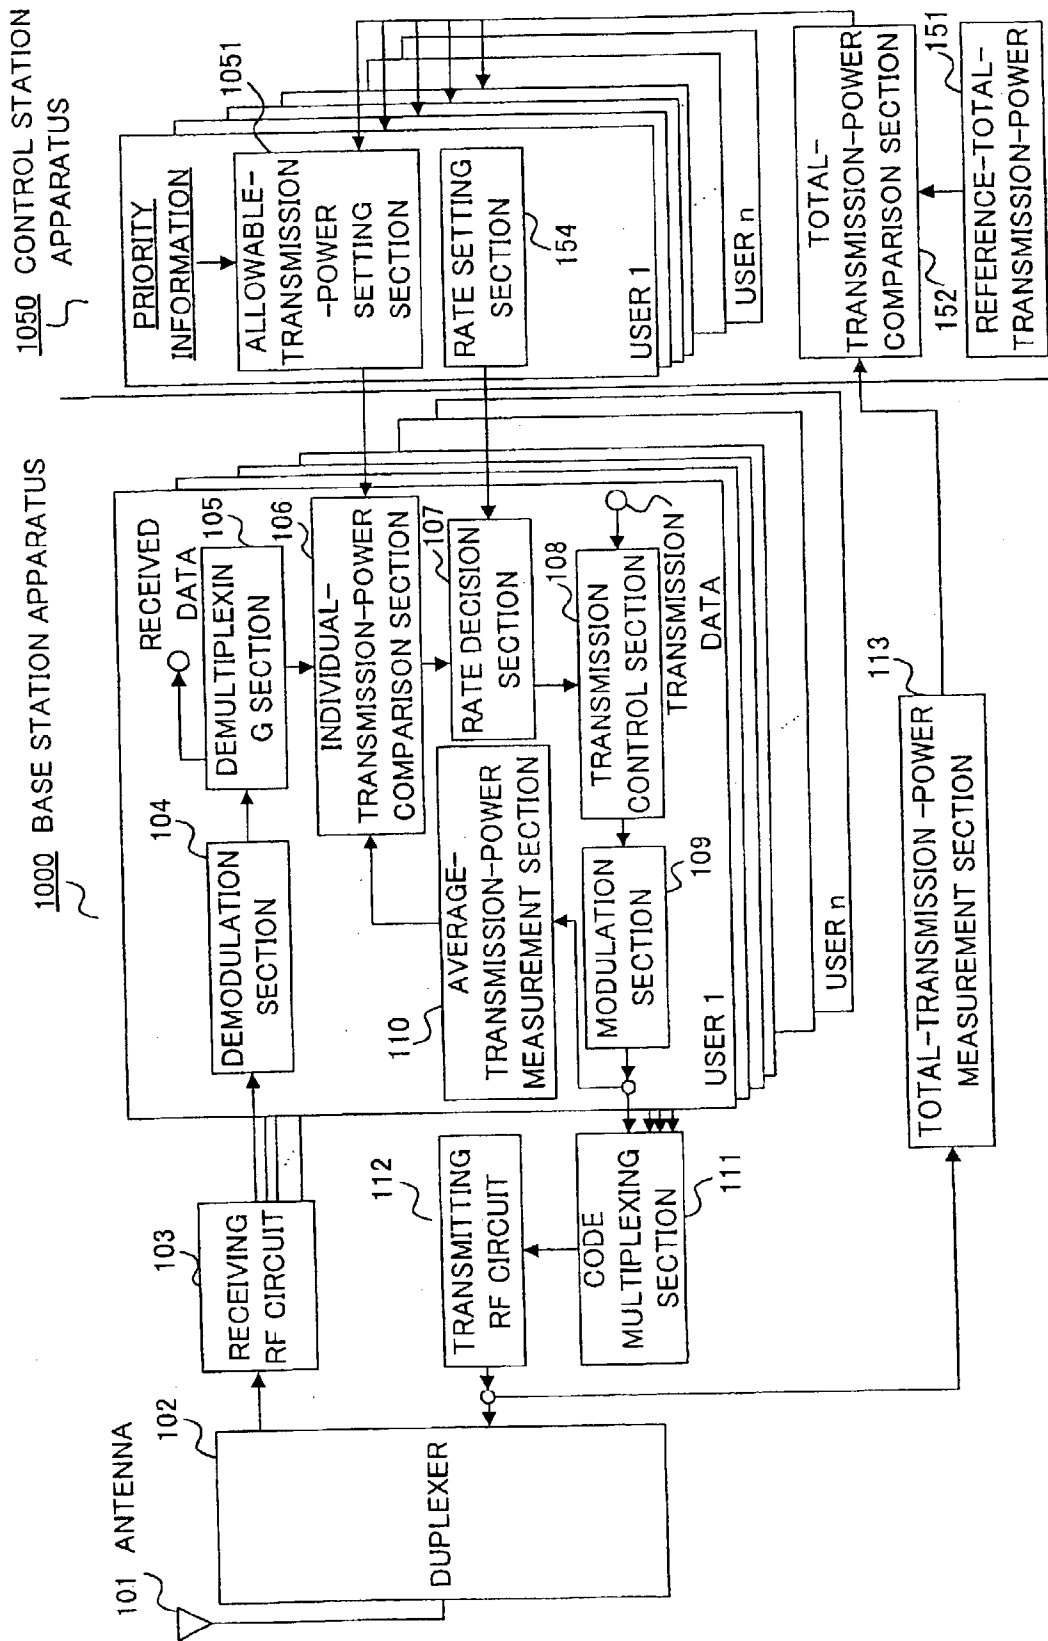 1000 BASE STATION APPARATUS
1050 CONTROL STATION
APPARATUS
101 ANTENNA
102
DUPLEXER
103
RECEIVING
RF CIRCUIT
104
DEMODULATION
SECTION
RECEIVED
DATA
105
DEMULTIPLEXIN
G SECTION
106
INDIVIDUAL-
TRANSMISSION-POWER
COMPARISON SECTION
107
RATE DECISION
SECTION
108
TRANSMISSION
CONTROL SECTION
TRANSMISSION
DATA
109
MODULATION
SECTION
110
AVERAGE-
TRANSMISSION-POWER
MEASUREMENT SECTION
USER 1
USER n
111
CODE
MULTIPLEXING
SECTION
112
TRANSMITTING
RF CIRCUIT
113
TOTAL-TRANSMISSION-POWER
MEASUREMENT SECTION
PRIORITY
INFORMATION
1051
ALLOWABLE-
TRANSMISSION
-POWER
SETTING
SECTION
RATE SETTING
SECTION
154
USER 1
USER n
TOTAL-
TRANSMISSION-POWER
COMPARISON SECTION
152
151
REFERENCE-TOTAL-
TRANSMISSION-POWER